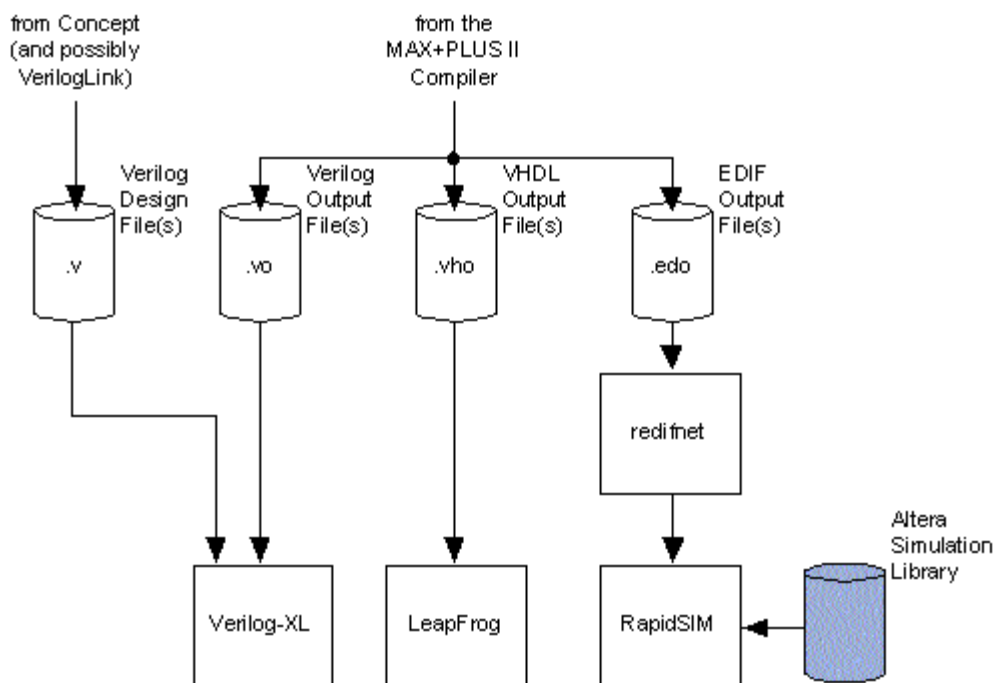 from Concept
(and possibly
VerilogLink)
from the
MAX+PLUS II
Compiler
Verilog
Design
File(s)
Verilog
Output
File(s)
VHDL
Output
File(s)
EDIF
Output
File(s)
.v
.vo
.vho
.edo
redifnet
Altera
Simulation
Library
Verilog-XL
LeapFrog
RapidSIM